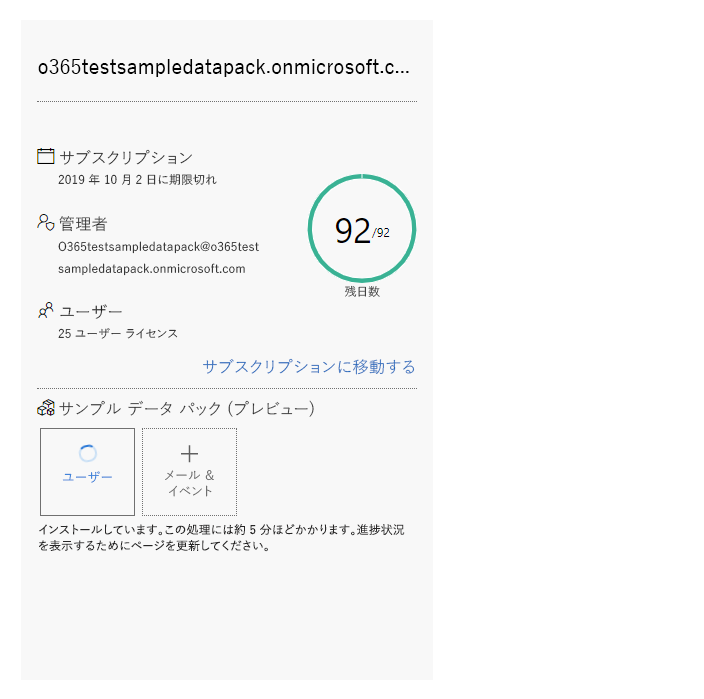 o365testsampledatapack.onmicrosoft.c...
サブスクリプション
2019 年 10 月 2 日に期限切れ
管理者
O365testsampledatapack@o365test
sampledatapack.onmicrosoft.com
92/92
残日数
ユーザー
25 ユーザー ライセンス
サブスクリプションに移動する
サンプル データ パック (プレビュー)
ユーザー
メール &
イベント
インストールしています。この処理には約 5 分ほどかかります。進捗状況
を表示するためにページを更新してください。